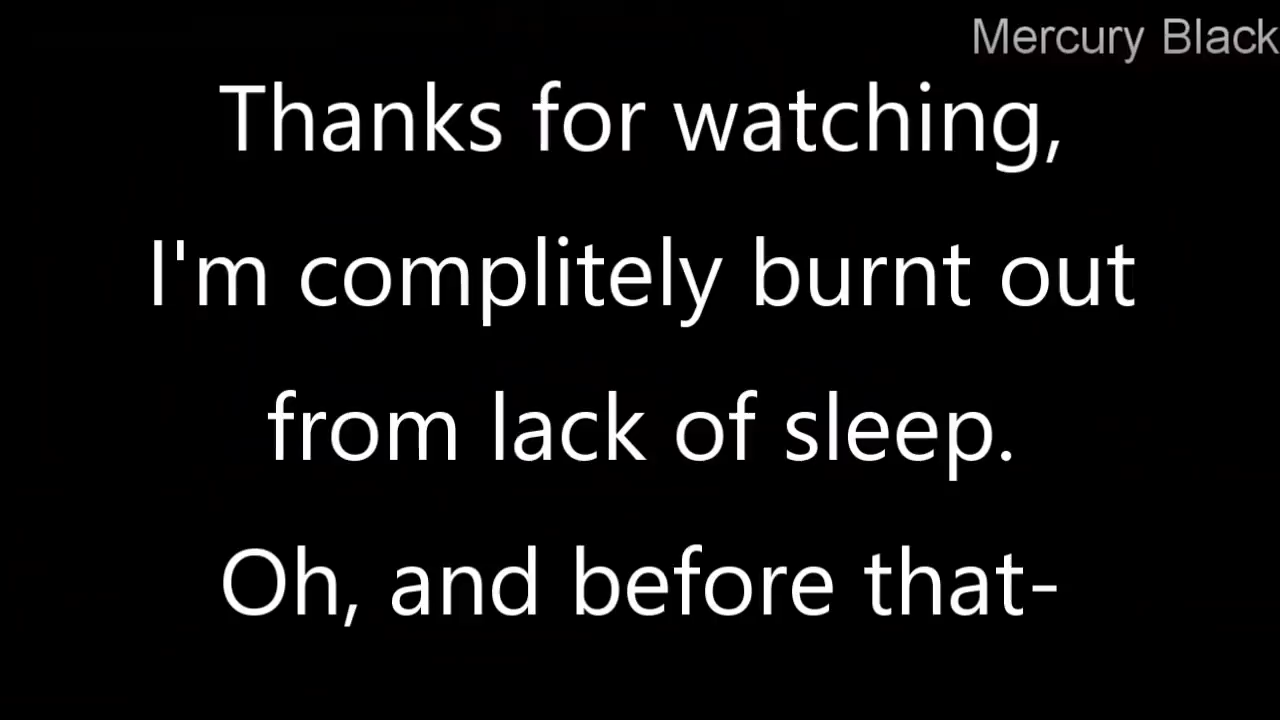 Mercury Black
Thanks for watching,
I'm complitely burnt out
from lack of sleep.
Oh, and before that-